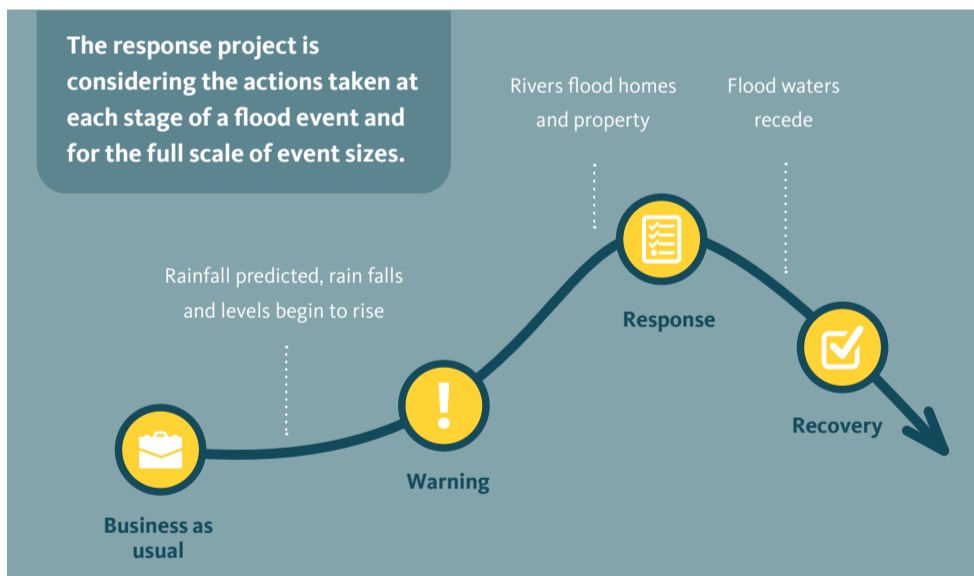 The response project is
considering the actions taken at
each stage of a flood event and
for the full scale of event sizes.
Rivers flood homes
and property
Flood waters
recede
Rainfall predicted, rain falls
and levels begin to rise
Response
Recovery
Warning
Business as
usual